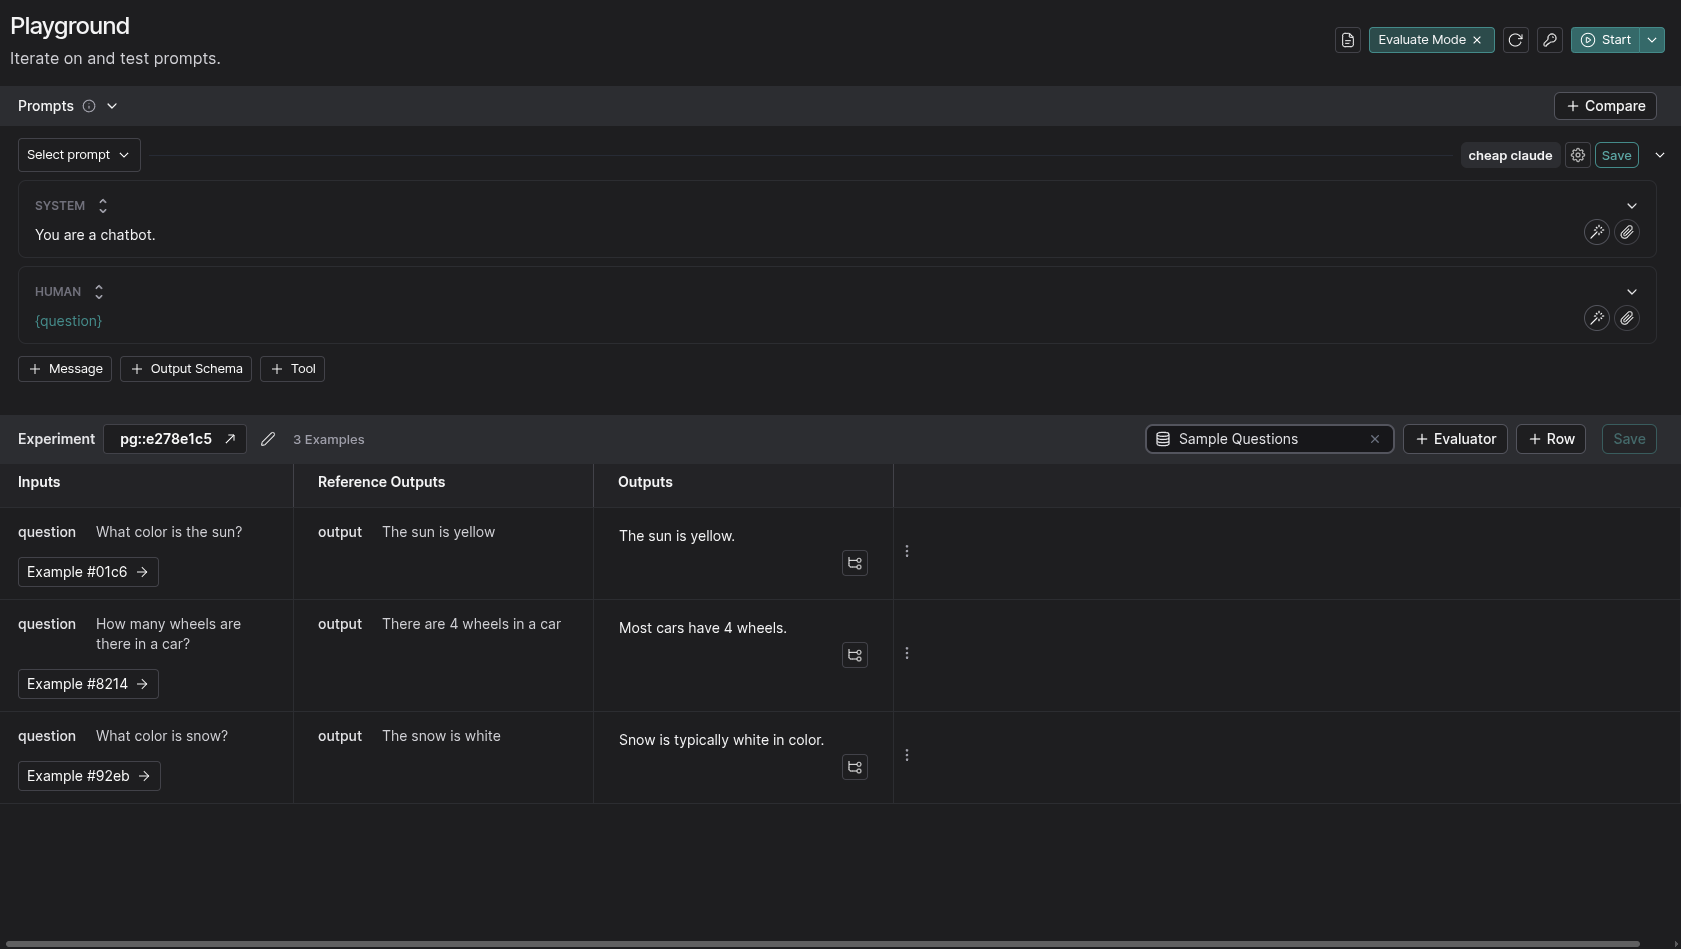 Playground
Iterate on and test prompts.
Evaluate Mode
Start
Prompts
Compare
Select prompt
cheap claude
Save
SYSTEM
You are a chatbot.
HUMAN
{question}
Message
Output Schema
Tool
Experiment
pg::e278e1c5
3 Examples
Sample Questions
Evaluator
Row
Save
Inputs
Reference Outputs
Outputs
question What color is the sun?
output The sun is yellow
The sun is yellow.
Example #01c6
question How many wheels are
there in a car?
output There are 4 wheels in a car
Most cars have 4 wheels.
Example #8214
question What color is snow?
output The snow is white
Snow is typically white in color.
Example #92eb